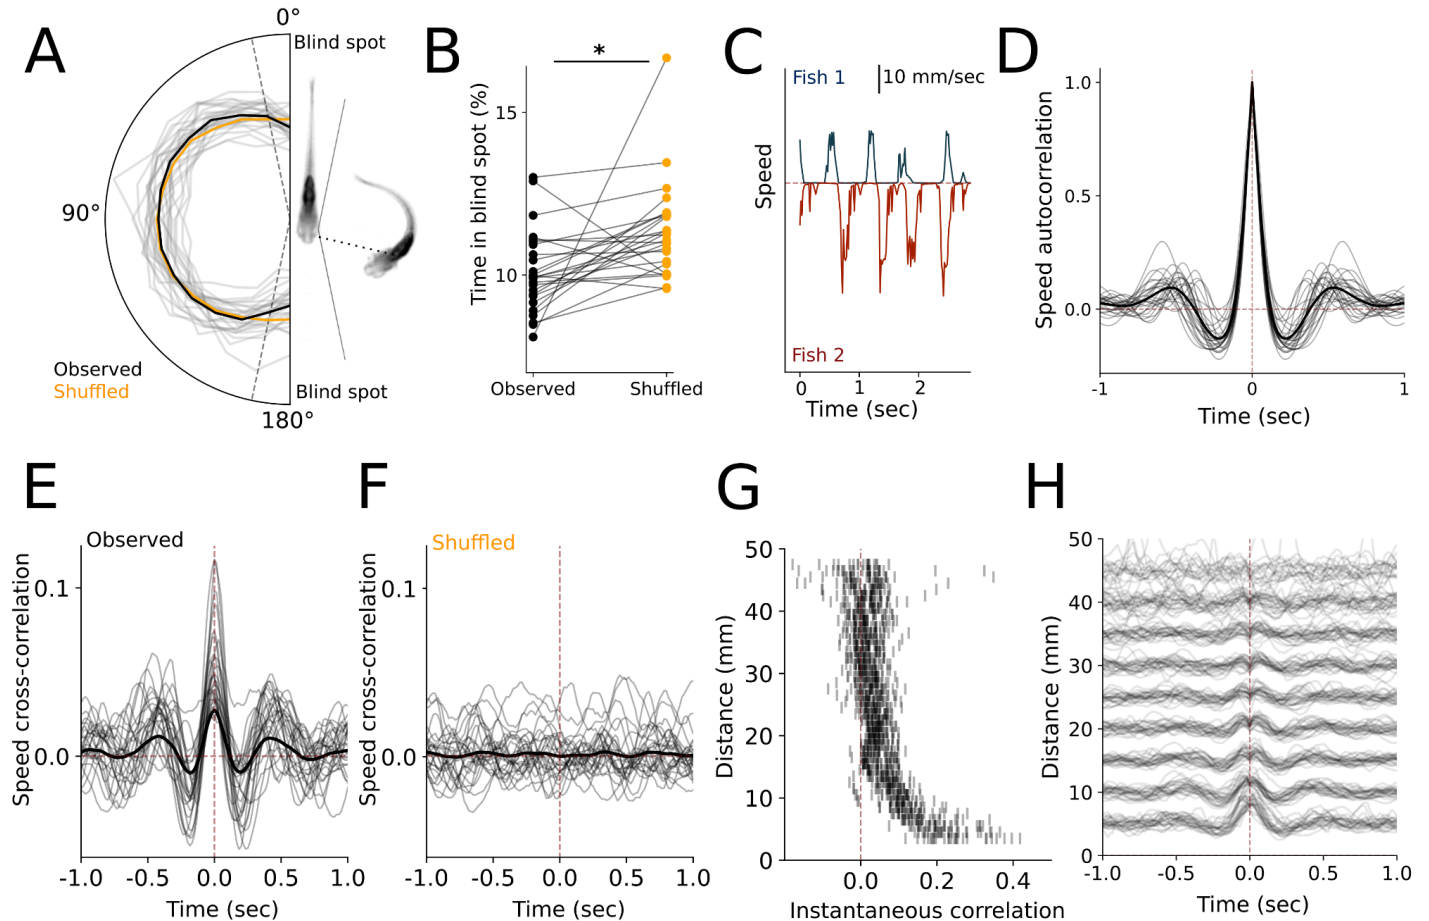 A
0°
Blind spot
90°
Observed
Shuffled
Blind spot
180°
B
*
Time in blind spot (%)
15
10
Observed
Shuffled
C
Fish 1
10 mm/sec
Speed
Fish 2
0
1
2
Time (sec)
D
Speed autocorrelation
1.0
0.5
0.0
-1
0
1
Time (sec)
E
Observed
Speed cross-correlation
0.1
0.0
-1.0
-0.5
0.0
0.5
1.0
Time (sec)
F
Shuffled
Speed cross-correlation
0.1
0.0
-1.0
-0.5
0.0
0.5
1.0
Time (sec)
G
Distance (mm)
50
40
30
20
10
0
0.0
0.2
0.4
Instantaneous correlation
H
Distance (mm)
50
40
30
20
10
0
-1.0
-0.5
0.0
0.5
1.0
Time (sec)